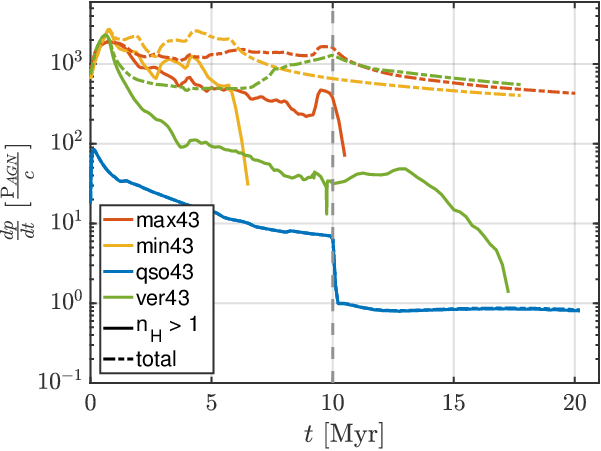 10³
10²
10¹
10⁰
10⁻¹
dp/dt [P_AGN/c]
max43
min43
qso43
ver43
n_H > 1
total
0 5 10 15 20
t [Myr]